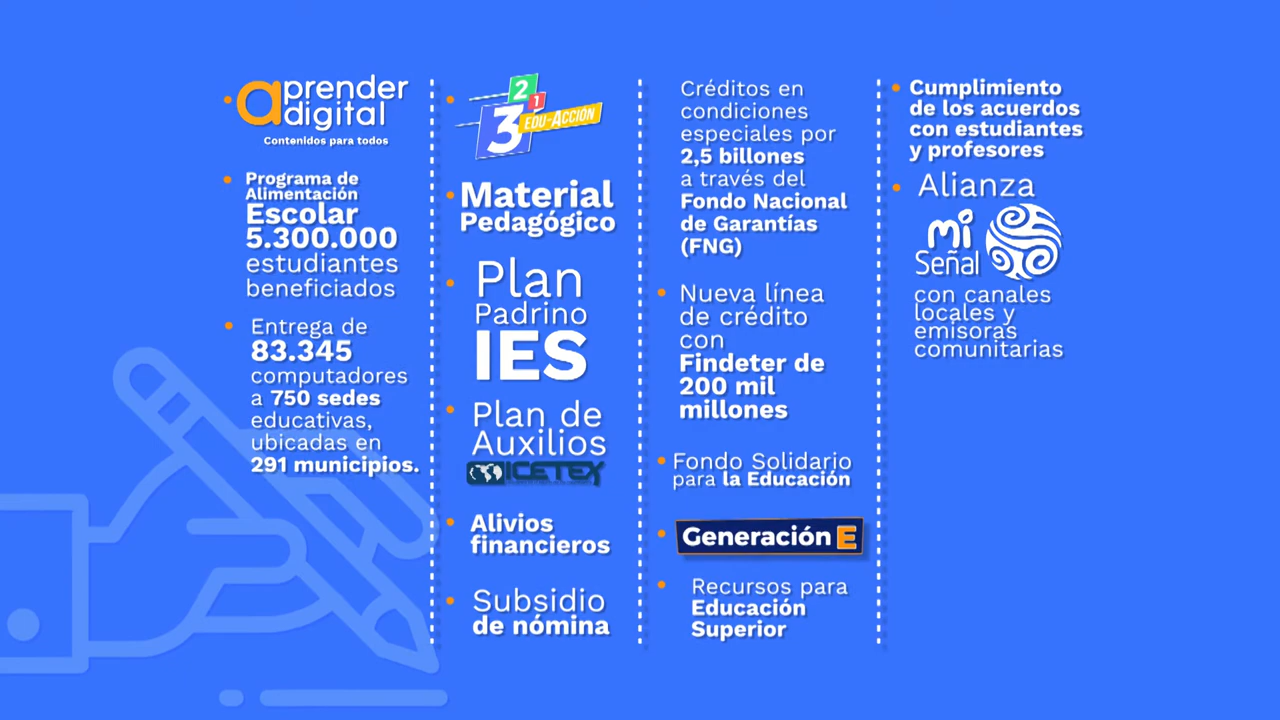 aprender
digital
Contenidos para todos
Programa de
Alimentación
Escolar
5.300.000
estudiantes
beneficiados
Entrega de
83.345
computadores
a 750 sedes
educativas,
ubicadas en
291 municipios.
3 2 1
EDU-ACCIÓN
Material
Pedagógico
Plan
Padrino
IES
Plan de
Auxilios
ICETEX
Alivios
financieros
Subsidio
de nómina
Créditos en
condiciones
especiales por
2,5 billones
a través del
Fondo Nacional
de Garantías
(FNG)
Nueva línea
de crédito
con
Findeter de
200 mil
millones
Fondo Solidario
para la Educación
Generación E
Recursos para
Educación
Superior
Cumplimiento
de los acuerdos
con estudiantes
y profesores
Alianza
mi
Señal
con canales
locales y
emisoras
comunitarias